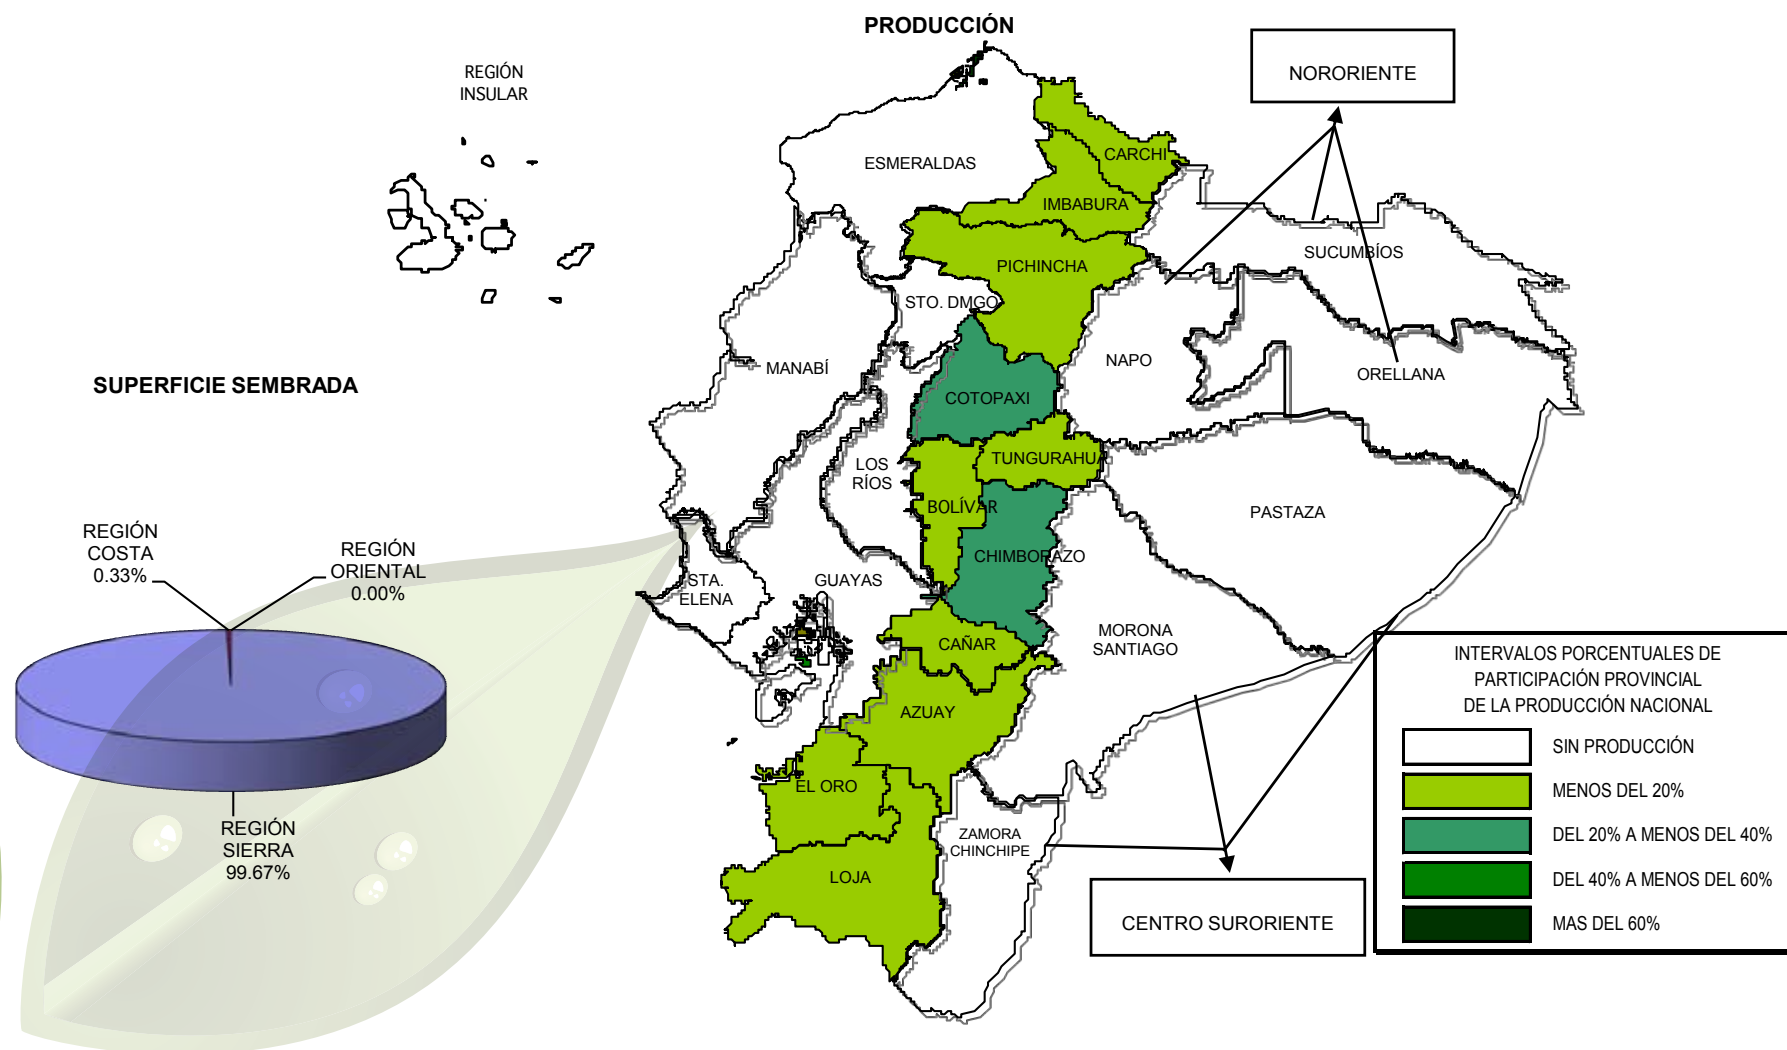 PRODUCCIÓN
REGIÓN
INSULAR
NORORIENTE
ESMERALDAS
CARCHI
IMBABURA
SUCUMBÍOS
PICHINCHA
STO. DMGO
NAPO
MANABÍ
ORELLANA
SUPERFICIE SEMBRADA
COTOPAXI
LOS
RÍOS
TUNGURAHUA
BOLÍVAR
PASTAZA
REGIÓN
COSTA
0.33%
REGIÓN
ORIENTAL
0.00%
CHIMBORAZO
STA.
ELENA
GUAYAS
MORONA
SANTIAGO
CAÑAR
AZUAY
EL ORO
ZAMORA
CHINCHIPE
LOJA
REGIÓN
SIERRA
99.67%
CENTRO SURORIENTE
INTERVALOS PORCENTUALES DE
PARTICIPACIÓN PROVINCIAL
DE LA PRODUCCIÓN NACIONAL
SIN PRODUCCIÓN
MENOS DEL 20%
DEL 20% A MENOS DEL 40%
DEL 40% A MENOS DEL 60%
MAS DEL 60%